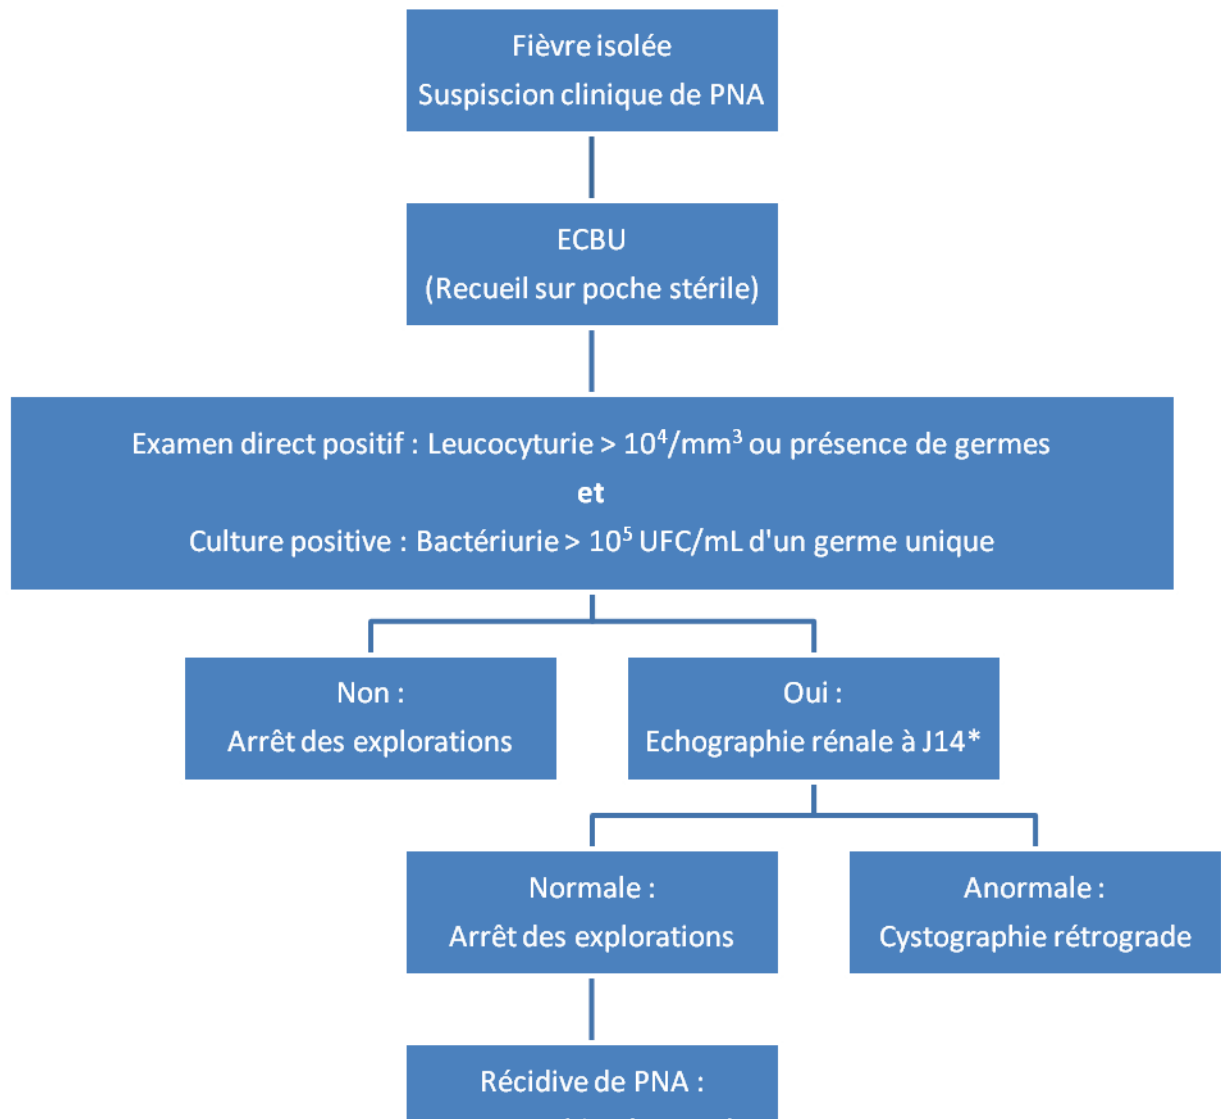 Fièvre isolée
Suspiscion clinique de PNA
ECBU
(Recueil sur poche stérile)
Examen direct positif : Leucocyturie > 10⁴/mm³ ou présence de germes
et
Culture positive : Bactériurie > 10⁵ UFC/mL d'un germe unique
Non :
Arrêt des explorations
Oui :
Echographie rénale à J14*
Normale :
Arrêt des explorations
Anormale :
Cystographie rétrograde
Récidive de PNA :